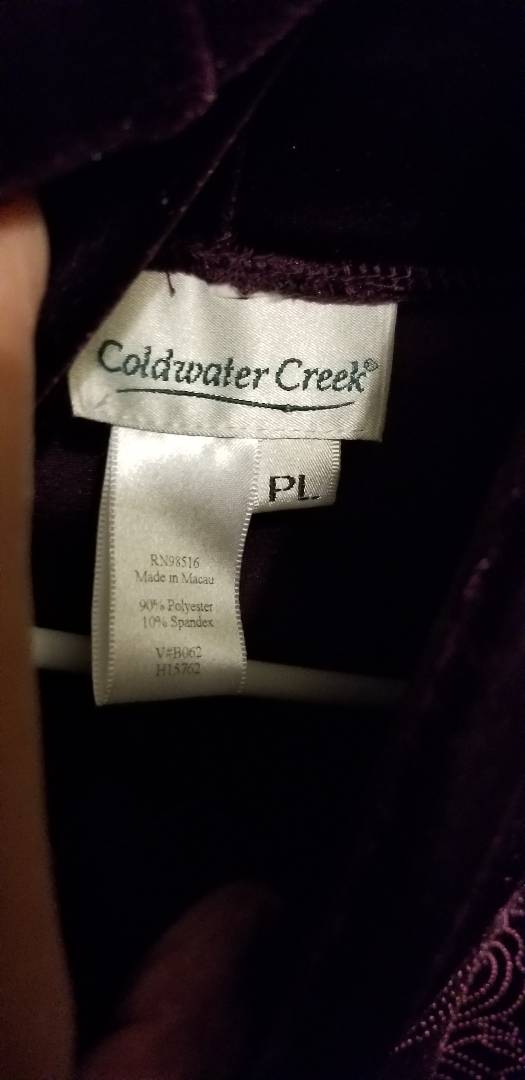 Coldwater Creek®
PL
RN98516
Made in Macau
90% Polyester
10% Spandex
V#B062
H15762